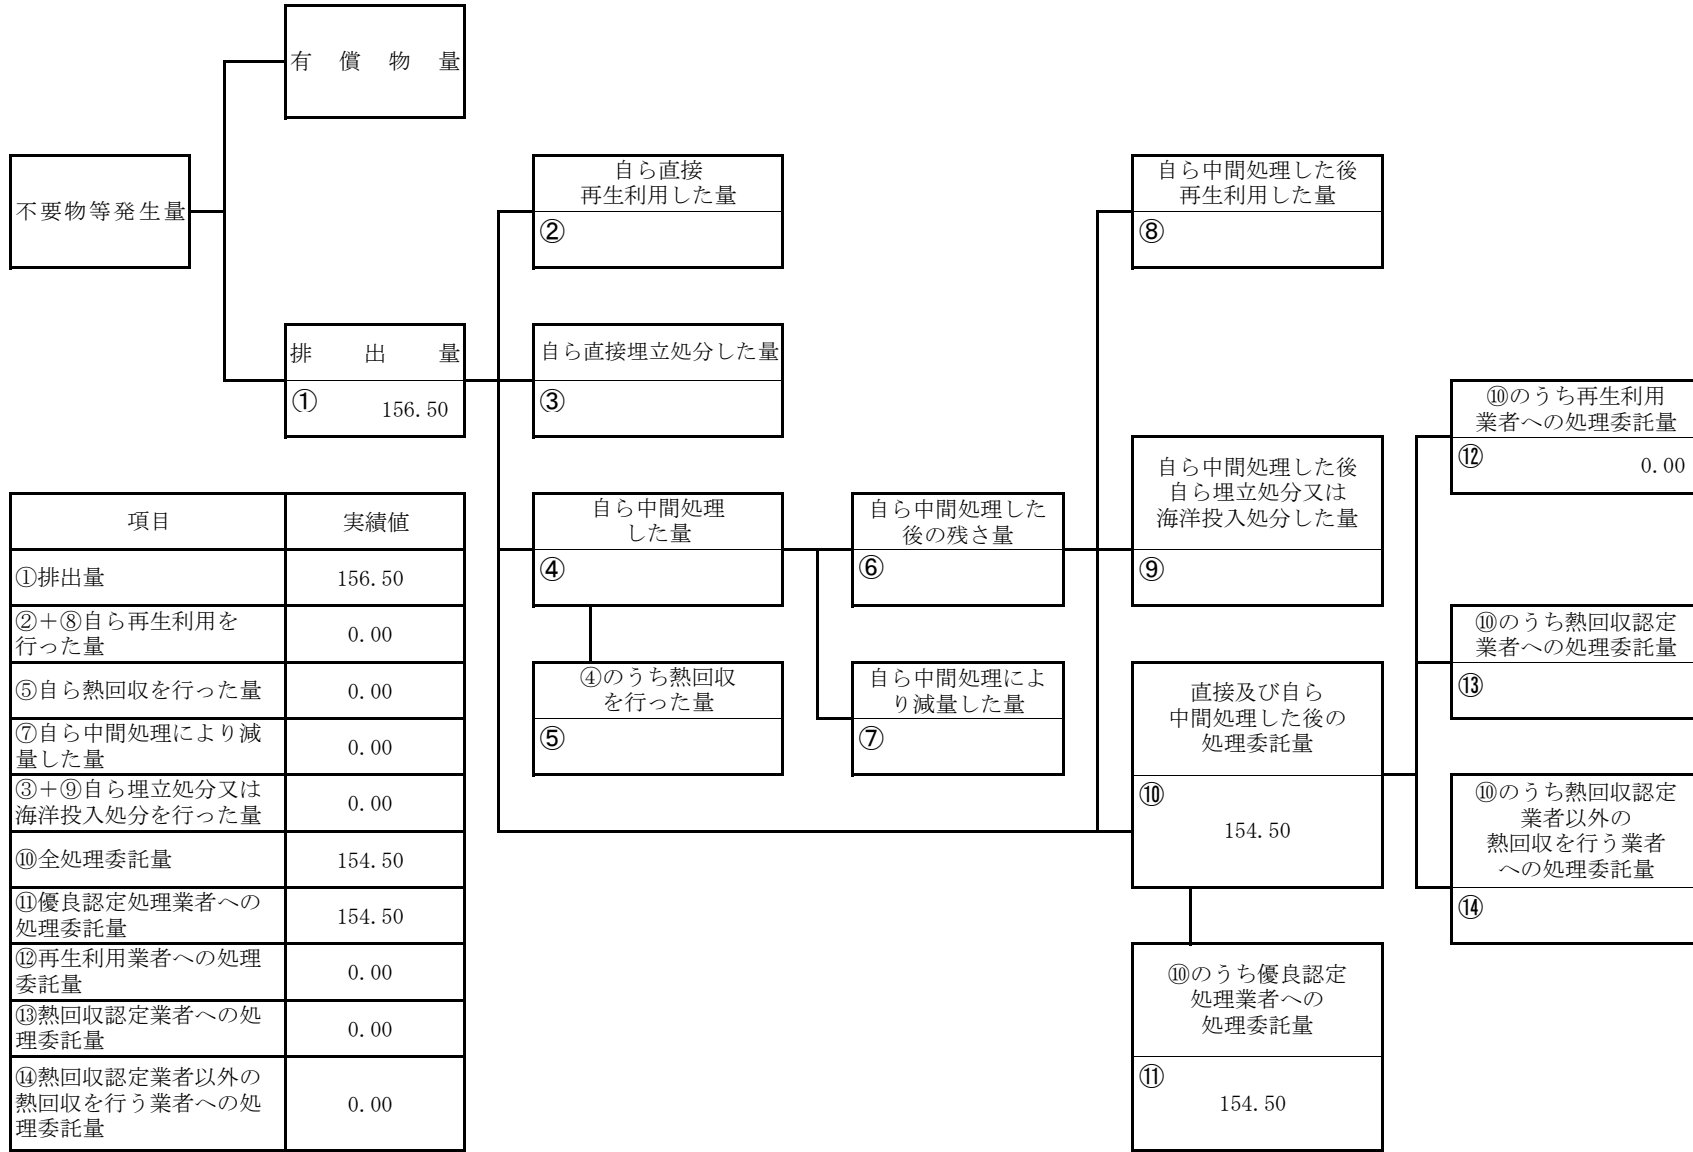 有償物量
不要物等発生量
排出量
①
156.50
自ら直接
再生利用した量
②
自ら直接埋立処分した量
③
自ら中間処理
した量
④
④のうち熱回収
を行った量
⑤
自ら中間処理した
後の残さ量
⑥
自ら中間処理によ
り減量した量
⑦
自ら中間処理した後
再生利用した量
⑧
自ら中間処理した後
自ら埋立処分又は
海洋投入処分した量
⑨
直接及び自ら
中間処理した後の
処理委託量
⑩
154.50
⑩のうち優良認定
処理業者への
処理委託量
⑪
154.50
⑩のうち再生利用
業者への処理委託量
⑫
0.00
⑩のうち熱回収認定
業者への処理委託量
⑬
⑩のうち熱回収認定
業者以外の
熱回収を行う業者
への処理委託量
⑭
項目 実績値
①排出量 156.50
②＋⑧自ら再生利用を
行った量 0.00
⑤自ら熱回収を行った量 0.00
⑦自ら中間処理により減
量した量 0.00
③＋⑨自ら埋立処分又は
海洋投入処分を行った量 0.00
⑩全処理委託量 154.50
⑪優良認定処理業者への
処理委託量 154.50
⑫再生利用業者への処理
委託量 0.00
⑬熱回収認定業者への処
理委託量 0.00
⑭熱回収認定業者以外の
熱回収を行う業者への処
理委託量 0.00